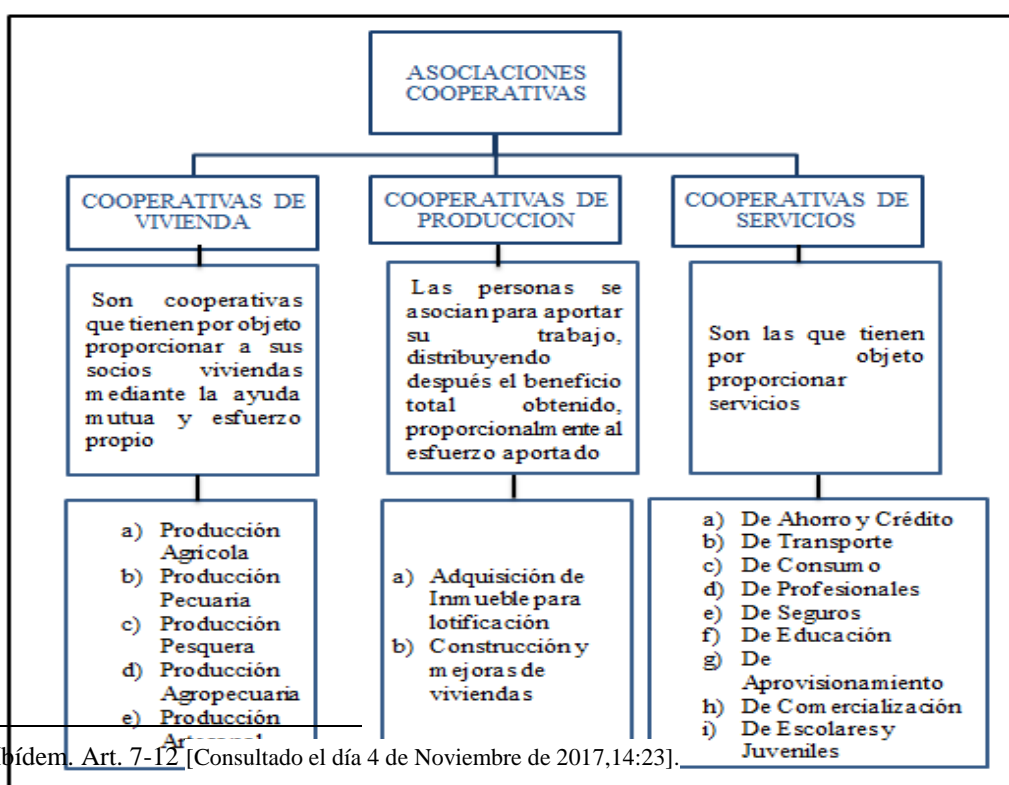 ASOCIACIONES
COOPERATIVAS
COOPERATIVAS DE
VIVIENDA
Son cooperativas
que tienen por objeto
proporcionar a sus
socios viviendas
mediante la ayuda
mutua y esfuerzo
propio
a) Producción
Agricola
b) Producción
Pecuaria
c) Producción
Pesquera
d) Producción
Agropecuaria
e) Producción
COOPERATIVAS DE
PRODUCCION
Las personas se
asocian para aportar
su trabajo,
distribuyendo
después el beneficio
total obtenido,
proporcionalmente al
esfuerzo aportado
a) Adquisición de
Inmueble para
lotificación
b) Construcción y
mejoras de
viviendas
COOPERATIVAS DE
SERVICIOS
Son las que tienen
por objeto
proporcionar
servicios
a) De Ahorro y Crédito
b) De Transporte
c) De Consumo
d) De Profesionales
e) De Seguros
f) De Educación
g) De
Aprovisionamiento
h) De Comercialización
i) De Escolares y
Juveniles
Art. 7-12 [Consultado el día 4 de Noviembre de 2017,14:23].